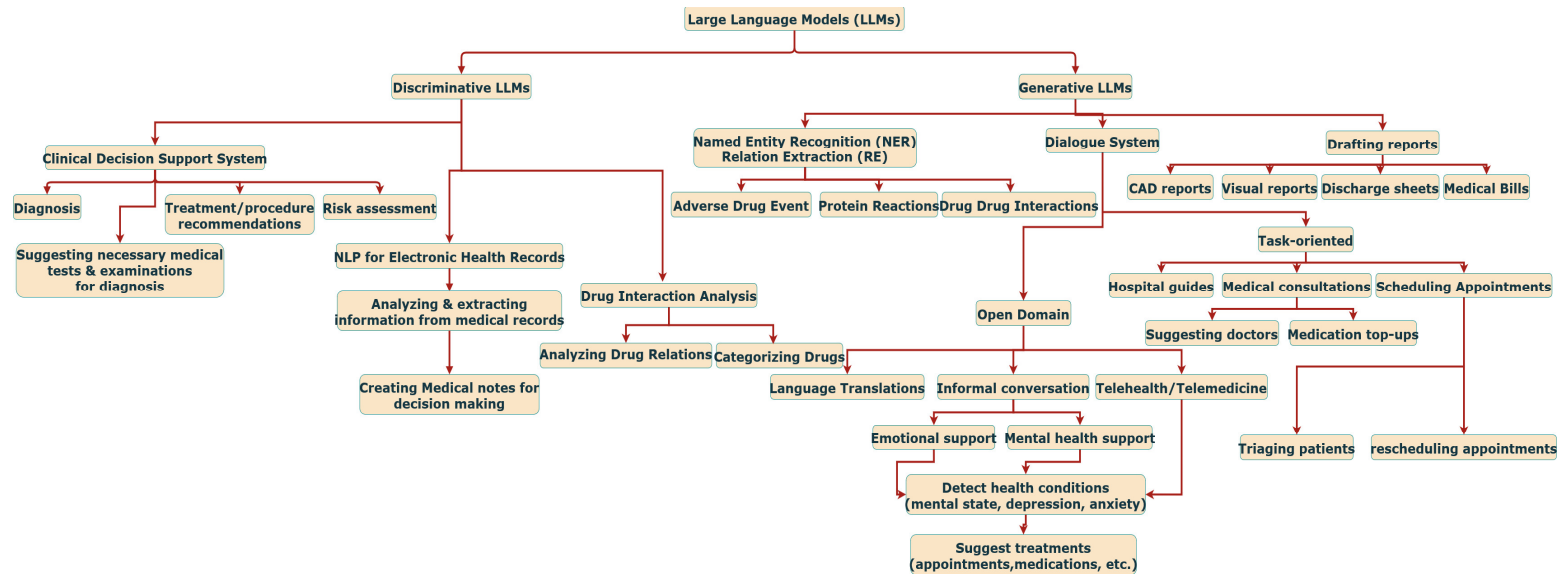 Large Language Models (LLMs)
Discriminative LLMs
Generative LLMs
Clinical Decision Support System
Named Entity Recognition (NER)
Relation Extraction (RE)
Dialogue System
Drafting reports
Diagnosis
Treatment/procedure
recommendations
Risk assessment
Adverse Drug Event
Protein Reactions
Drug Drug Interactions
CAD reports
Visual reports
Discharge sheets
Medical Bills
Suggesting necessary medical
tests & examinations
for diagnosis
NLP for Electronic Health Records
Task-oriented
Analyzing & extracting
information from medical records
Drug Interaction Analysis
Open Domain
Hospital guides
Medical consultations
Scheduling Appointments
Suggesting doctors
Medication top-ups
Analyzing Drug Relations
Categorizing Drugs
Creating Medical notes for
decision making
Language Translations
Informal conversation
Telehealth/Telemedicine
Emotional support
Mental health support
Triaging patients
rescheduling appointments
Detect health conditions
(mental state, depression, anxiety)
Suggest treatments
(appointments,medications, etc.)